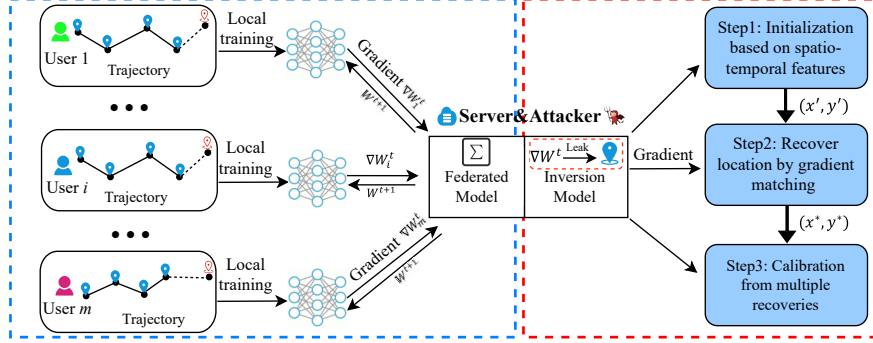 User 1
Trajectory
Local
training
Gradient ∇W₁ᵗ
Wᵗ⁺¹
User i
Trajectory
Local
training
∇Wᵢᵗ
Wᵗ⁺¹
User m
Trajectory
Local
training
Gradient ∇Wₘᵗ
Wᵗ⁺¹
Server&Attacker
Σ
Federated
Model
∇Wᵗ Leak
Inversion
Model
Gradient
Step1: Initialization
based on spatio-
temporal features
(x′, y′)
Step2: Recover
location by gradient
matching
(x*, y*)
Step3: Calibration
from multiple
recoveries